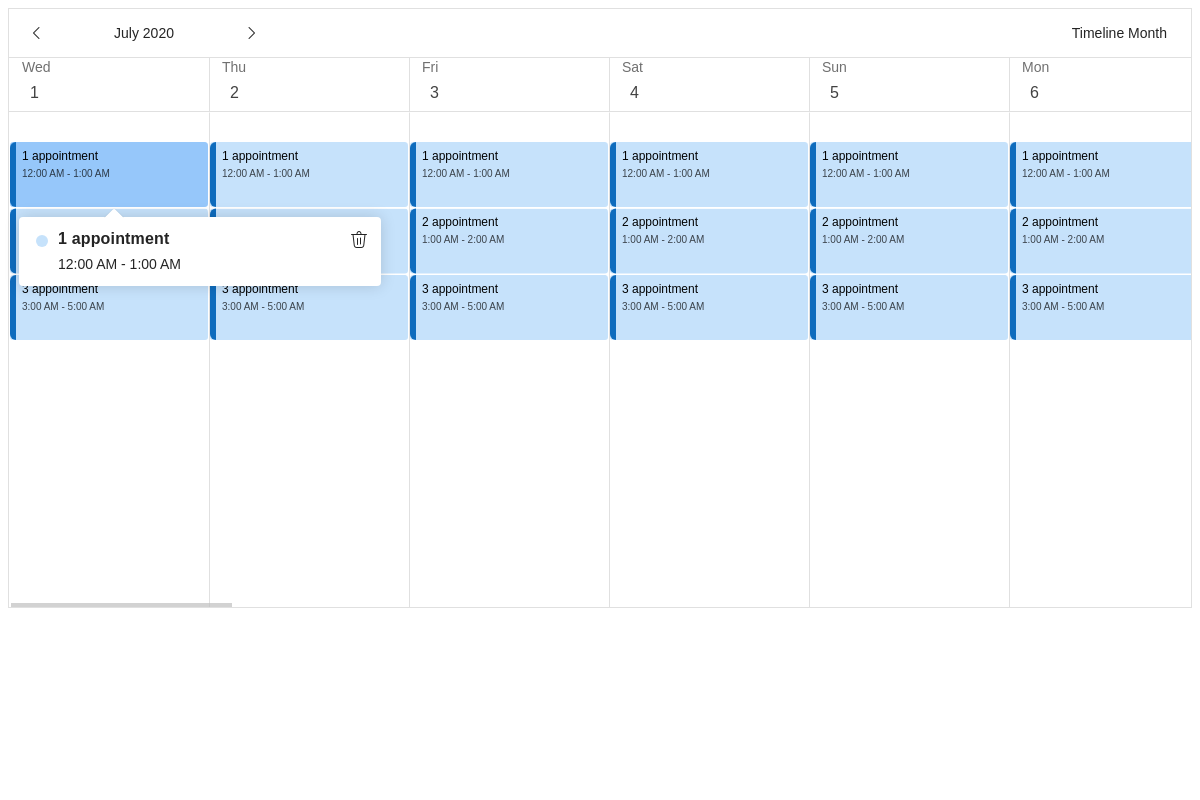 July 2020
Timeline Month
Wed Thu Fri Sat Sun Mon
1 2 3 4 5 6
1 appointment 1 appointment 1 appointment 1 appointment 1 appointment 1 appointment
12:00 AM - 1:00 AM 12:00 AM - 1:00 AM 12:00 AM - 1:00 AM 12:00 AM - 1:00 AM 12:00 AM - 1:00 AM 12:00 AM - 1:00 AM
2 appointment 2 appointment 2 appointment 2 appointment
1:00 AM - 2:00 AM 1:00 AM - 2:00 AM 1:00 AM - 2:00 AM 1:00 AM - 2:00 AM
1 appointment
12:00 AM - 1:00 AM
3 appointment 3 appointment 3 appointment 3 appointment 3 appointment 3 appointment
3:00 AM - 5:00 AM 3:00 AM - 5:00 AM 3:00 AM - 5:00 AM 3:00 AM - 5:00 AM 3:00 AM - 5:00 AM 3:00 AM - 5:00 AM